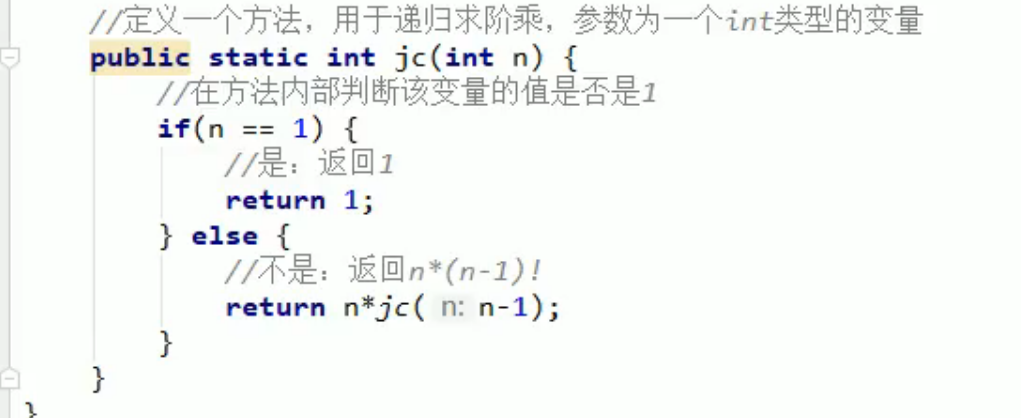 //定义一个方法，用于递归求阶乘，参数为一个int类型的变量
public static int jc(int n) {
//在方法内部判断该变量的值是否是1
if(n == 1) {
//是：返回1
return 1;
} else {
//不是：返回n*(n-1)!
return n*jc( n: n-1);
}
}
}